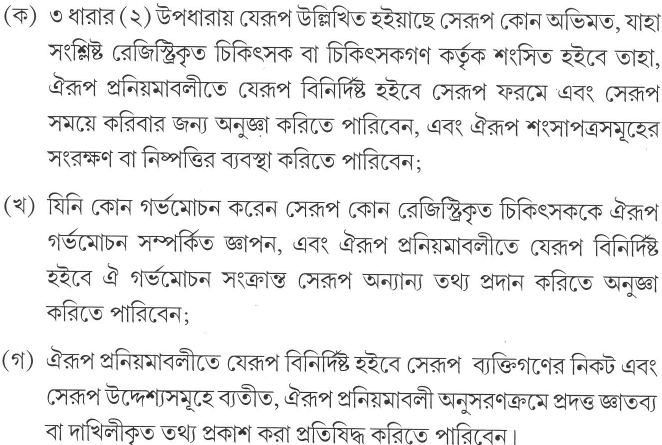 (ক) ৩ ধারার (২) উপধারায় যেরূপ উল্লিখিত হইয়াছে সেরূপ কোন অভিমত, যাহা
সংশ্লিষ্ট রেজিস্ট্রিকৃত চিকিৎসক বা চিকিৎসকগণ কর্তৃক শংসিত হইবে তাহা,
ঐরূপ প্রনিয়মাবলীতে যেরূপ বিনির্দিষ্ট হইবে সেরূপ ফরমে এবং সেরূপ
সময়ে করিবার জন্য অনুজ্ঞা করিতে পারিবেন, এবং ঐরূপ শংসাপত্রসমূহের
সংরক্ষণ বা নিষ্পত্তির ব্যবস্থা করিতে পারিবেন;
(খ) যিনি কোন গর্ভমোচন করেন সেরূপ কোন রেজিস্ট্রিকৃত চিকিৎসককে ঐরূপ
গর্ভমোচন সম্পর্কিত জ্ঞাপন, এবং ঐরূপ প্রনিয়মাবলীতে যেরূপ বিনির্দিষ্ট
হইবে ঐ গর্ভমোচন সংক্রান্ত সেরূপ অন্যান্য তথ্য প্রদান করিতে অনুজ্ঞা
করিতে পারিবেন;
(গ) ঐরূপ প্রনিয়মাবলীতে যেরূপ বিনির্দিষ্ট হইবে সেরূপ ব্যক্তিগণের নিকট এবং
সেরূপ উদ্দেশ্যসমূহে ব্যতীত, ঐরূপ প্রনিয়মাবলী অনুসরণক্রমে প্রদত্ত জ্ঞাতব্য
বা দাখিলীকৃত তথ্য প্রকাশ করা প্রতিষিদ্ধ করিতে পারিবেন।